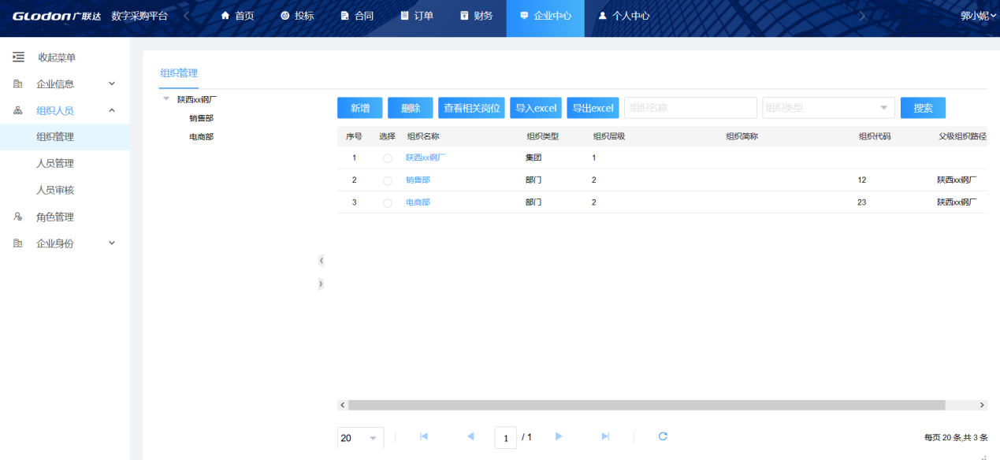 GLodon广联达 数字采购平台 首页 投标 合同 订单 财务 企业中心 个人中心 郭小妮
收起菜单
企业信息
组织人员
组织管理
人员管理
人员审核
角色管理
企业身份
组织管理
陕西xx钢厂
销售部
电商部
新增 删除 查看相关岗位 导入excel 导出excel 组织名称 组织类型 搜索
序号 选择 组织名称 组织类型 组织层级 组织简称 组织代码 父级组织路径
1 陕西xx钢厂 集团 1
2 销售部 部门 2 12 陕西xx钢厂
3 电商部 部门 2 23 陕西xx钢厂
20 1 / 1 每页 20 条,共 3 条